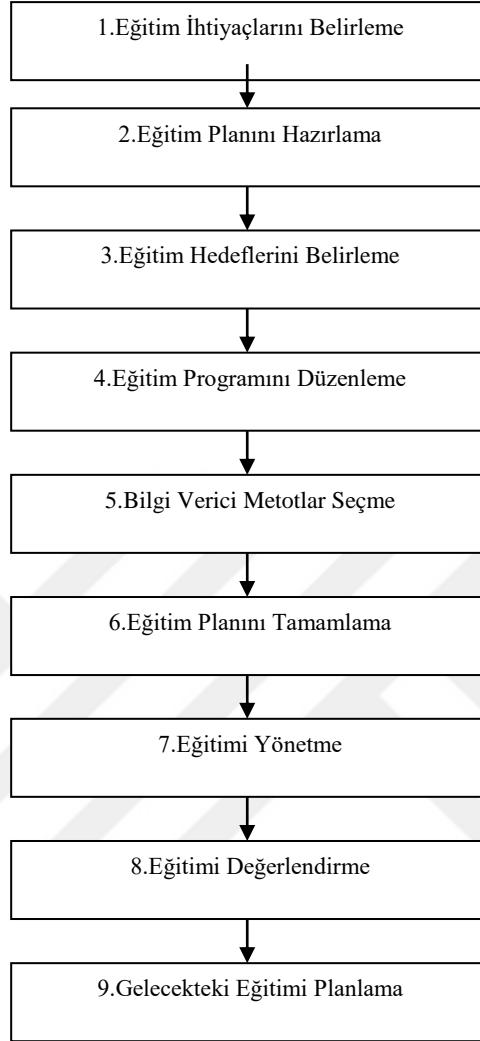 1.Eğitim İhtiyaçlarını Belirleme
2.Eğitim Planını Hazırlama
3.Eğitim Hedeflerini Belirleme
4.Eğitim Programını Düzenleme
5.Bilgi Verici Metotlar Seçme
6.Eğitim Planını Tamamlama
7.Eğitimi Yönetme
8.Eğitimi Değerlendirme
9.Gelecekteki Eğitimi Planlama